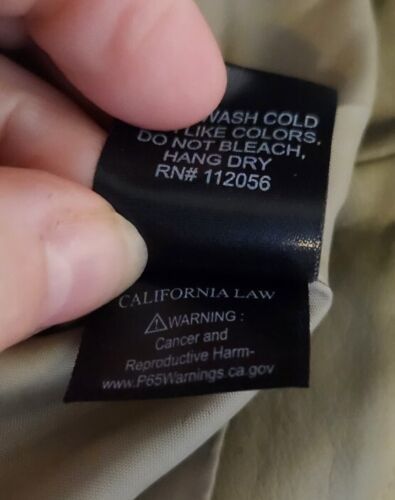 WASH COLD
LIKE COLORS,
DO NOT BLEACH,
HANG DRY
RN# 112056
CALIFORNIA LAW
⚠WARNING :
Cancer and
Reproductive Harm-
www.P65Warnings.ca.gov